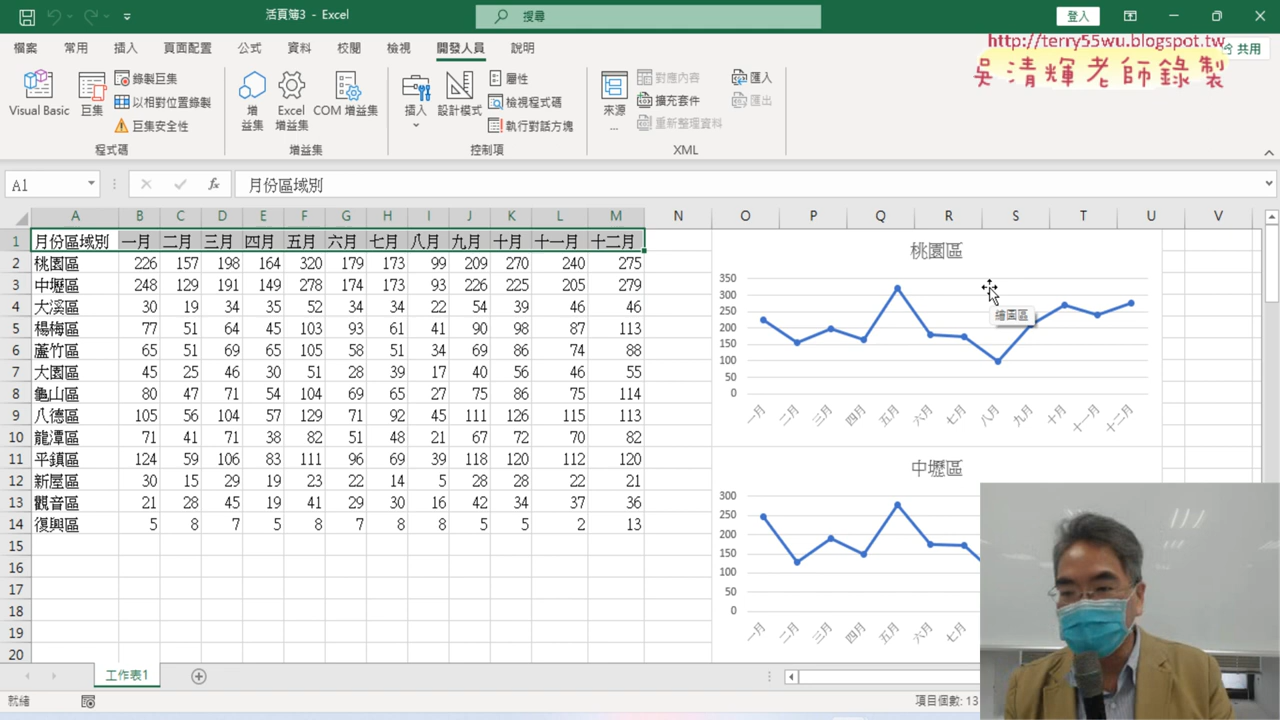 活頁簿3 - Excel
搜尋
登入
檔案 常用 插入 頁面配置 公式 資料 校閱 檢視 開發人員 說明
共用
http://terry55wu.blogspot.tw
吳清輝老師錄製
Visual Basic
巨集
錄製巨集
以相對位置錄製
巨集安全性
程式碼
增益集
Excel 增益集
COM 增益集
增益集
插入
設計模式
屬性
檢視程式碼
執行對話方塊
控制項
來源
...
對應內容
擴充套件
重新整理資料
匯入
匯出
XML
A1
fx
月份區域別
A B C D E F G H I J K L M N O P Q R S T U V
1 月份區域別 一月 二月 三月 四月 五月 六月 七月 八月 九月 十月 十一月 十二月
2 桃園區 226 157 198 164 320 179 173 99 209 270 240 275
3 中壢區 248 129 191 149 278 174 173 93 226 225 205 279
4 大溪區 30 19 34 35 52 34 34 22 54 39 46 46
5 楊梅區 77 51 64 45 103 93 61 41 90 98 87 113
6 蘆竹區 65 51 69 65 105 58 51 34 69 86 74 88
7 大園區 45 25 46 30 51 28 39 17 40 56 46 55
8 龜山區 80 47 71 54 104 69 65 27 75 86 75 114
9 八德區 105 56 104 57 129 71 92 45 111 126 115 113
10 龍潭區 71 41 71 38 82 51 48 21 67 72 70 82
11 平鎮區 124 59 106 83 111 96 69 39 118 120 112 120
12 新屋區 30 15 29 19 23 22 14 5 28 28 22 21
13 觀音區 21 28 45 19 41 29 30 16 42 34 37 36
14 復興區 5 8 7 5 8 7 8 8 5 5 2 13
15
16
17
18
19
20
桃園區
350
300
250
200
150
100
50
0
一月 二月 三月 四月 五月 六月 七月 八月 九月 十月 十一月 十二月
繪圖區
中壢區
300
250
200
150
100
50
0
一月 二月 三月 四月 五月 六月 七月
工作表1
就緒
項目個數: 13